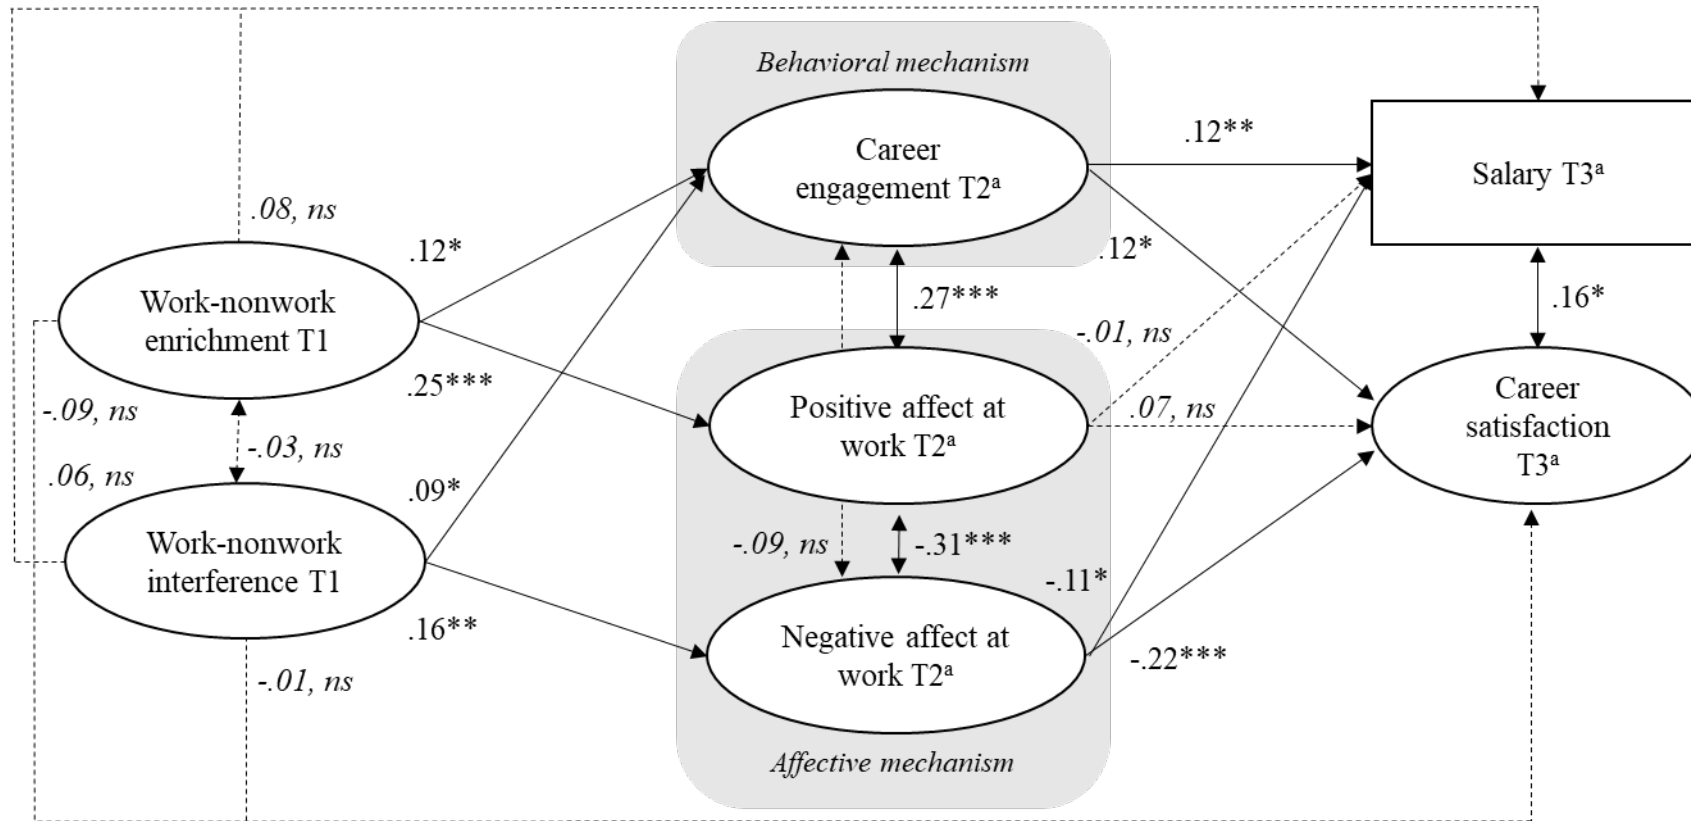 Behavioral mechanism
Career
engagement T2ᵃ
.12**
Salary T3ᵃ
.08, ns
.12*
.12*
Work-nonwork
enrichment T1
.27***
.16*
-.01, ns
.25***
Positive affect at
work T2ᵃ
.07, ns
Career
satisfaction
T3ᵃ
-.09, ns
-.03, ns
.06, ns
.09*
Work-nonwork
interference T1
-.09, ns
-.31***
-.11*
.16**
Negative affect at
work T2ᵃ
-.22***
-.01, ns
Affective mechanism